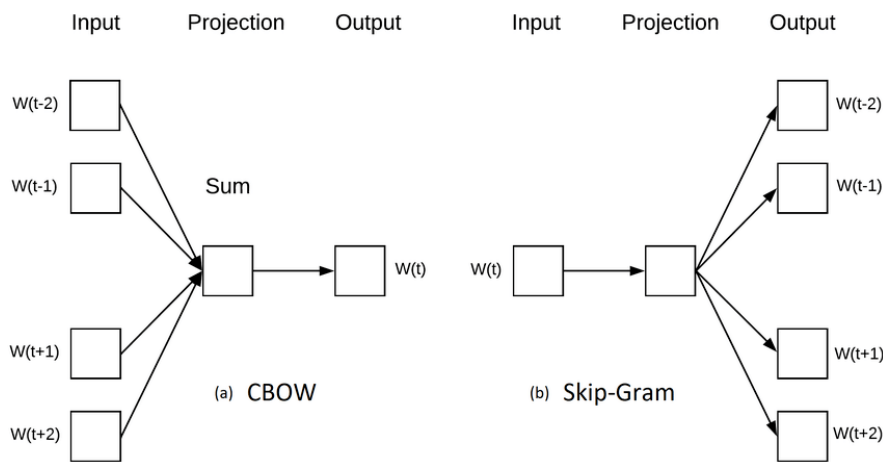 Input Projection Output Input Projection Output
W(t-2) W(t-2)
W(t-1) W(t-1)
Sum
W(t) W(t)
W(t+1) W(t+1)
(a) CBOW (b) Skip-Gram
W(t+2) W(t+2)